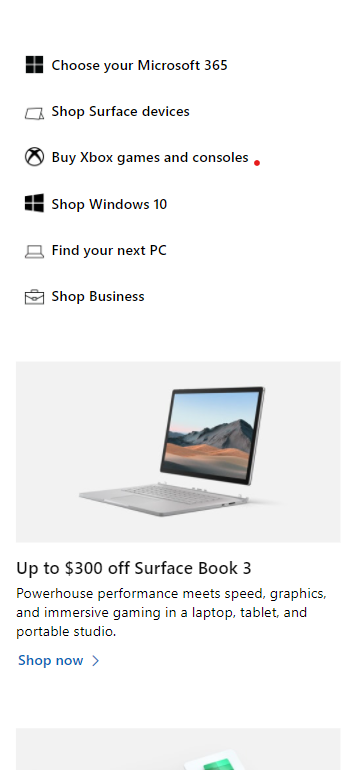 Choose your Microsoft 365
Shop Surface devices
Buy Xbox games and consoles
Shop Windows 10
Find your next PC
Shop Business
Up to $300 off Surface Book 3
Powerhouse performance meets speed, graphics,
and immersive gaming in a laptop, tablet, and
portable studio.
Shop now